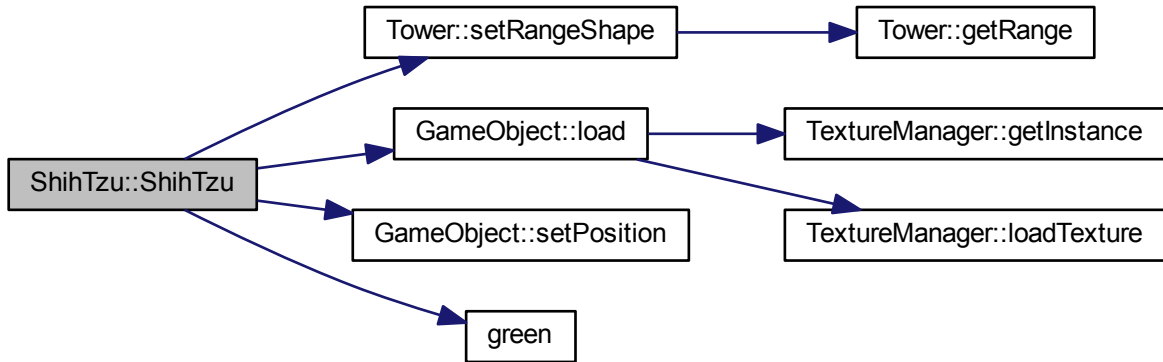 Tower::setRangeShape
Tower::getRange
GameObject::load
TextureManager::getInstance
ShihTzu::ShihTzu
GameObject::setPosition
TextureManager::loadTexture
green